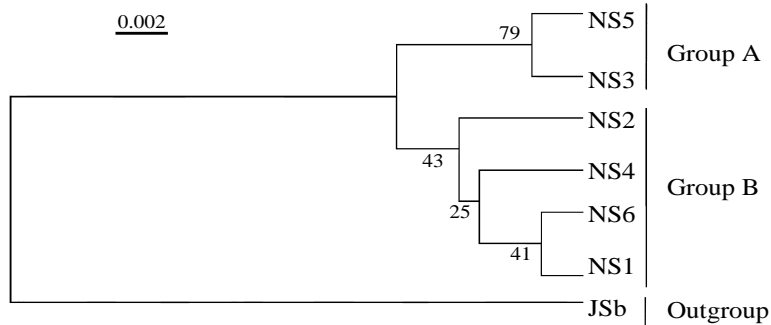 0.002
79
NS5
NS3
Group A
43
NS2
25
NS4
41
NS6
NS1
Group B
JSb
Outgroup